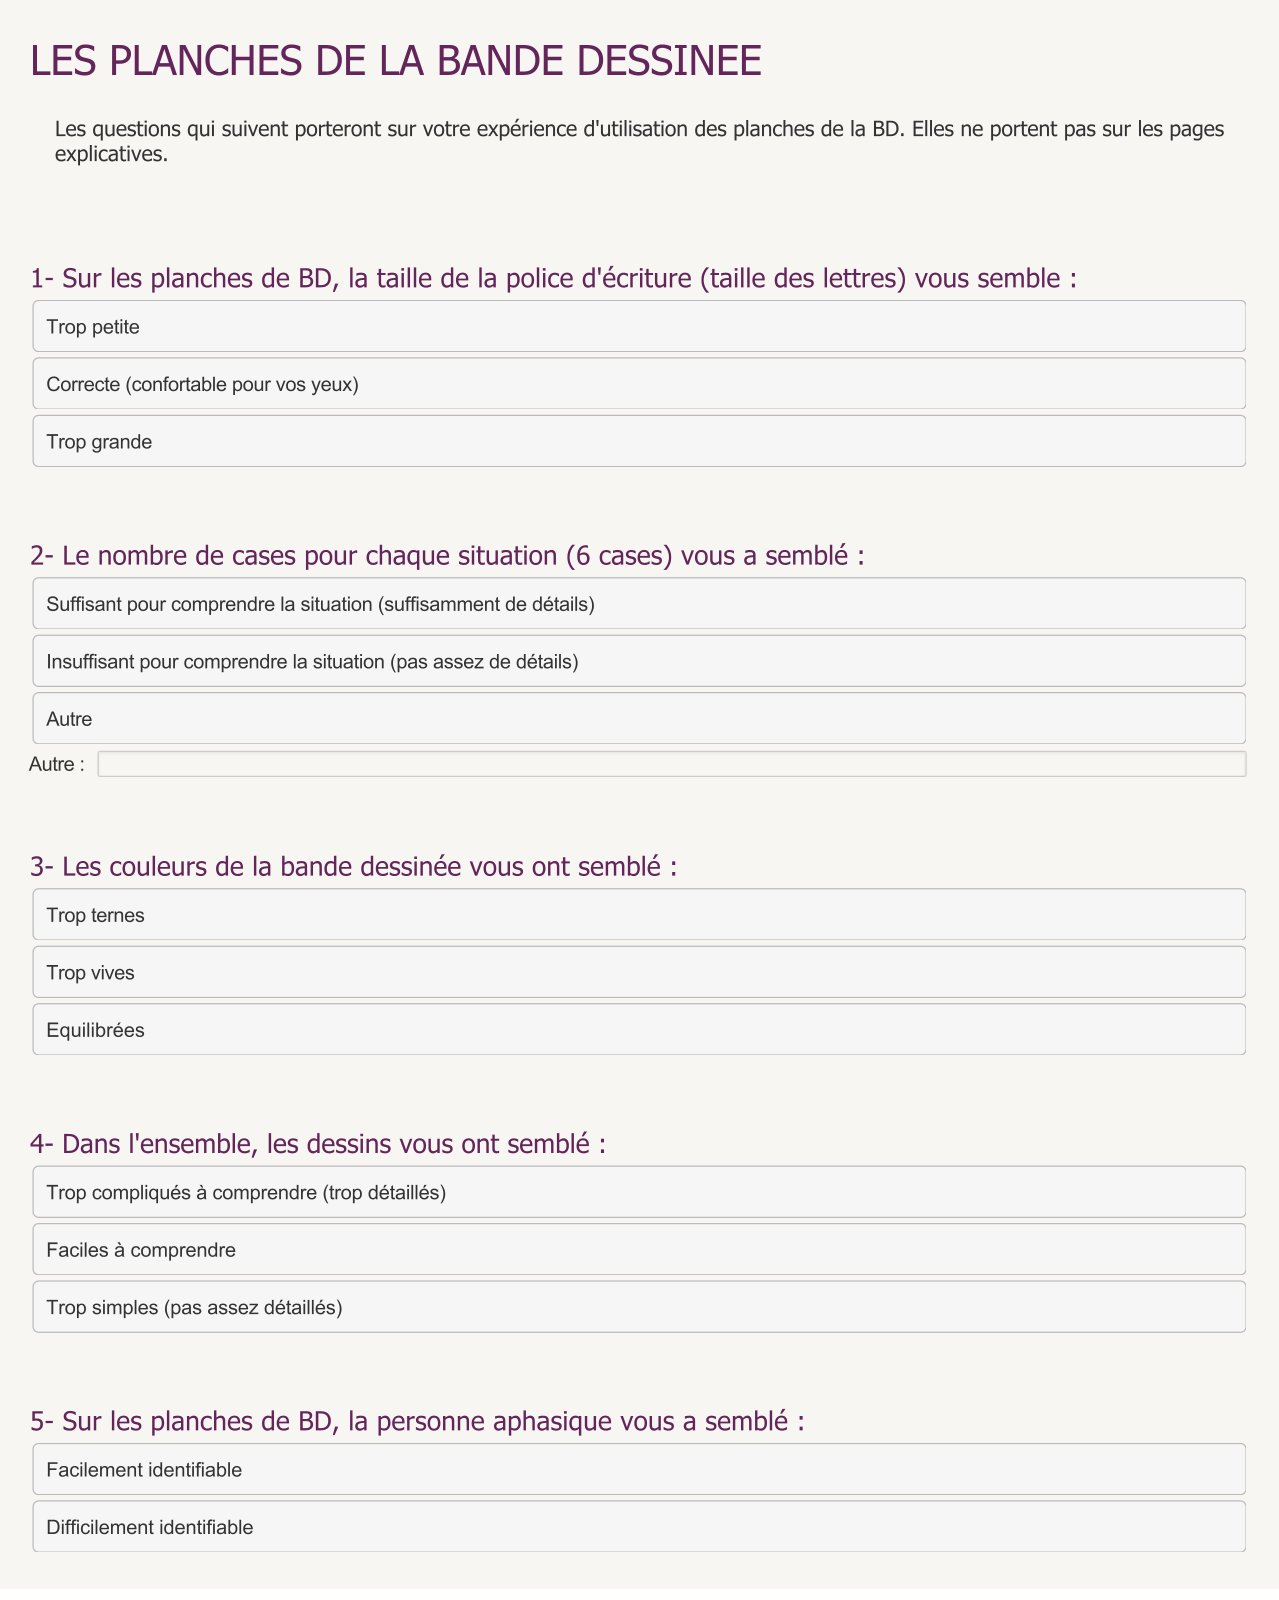 LES PLANCHES DE LA BANDE DESSINEE
Les questions qui suivent porteront sur votre expérience d'utilisation des planches de la BD. Elles ne portent pas sur les pages
explicatives.
1- Sur les planches de BD, la taille de la police d'écriture (taille des lettres) vous semble :
Trop petite
Correcte (confortable pour vos yeux)
Trop grande
2- Le nombre de cases pour chaque situation (6 cases) vous a semblé :
Suffisant pour comprendre la situation (suffisamment de détails)
Insuffisant pour comprendre la situation (pas assez de détails)
Autre
Autre :
3- Les couleurs de la bande dessinée vous ont semblé :
Trop ternes
Trop vives
Equilibrées
4- Dans l'ensemble, les dessins vous ont semblé :
Trop compliqués à comprendre (trop détaillés)
Faciles à comprendre
Trop simples (pas assez détaillés)
5- Sur les planches de BD, la personne aphasique vous a semblé :
Facilement identifiable
Difficilement identifiable